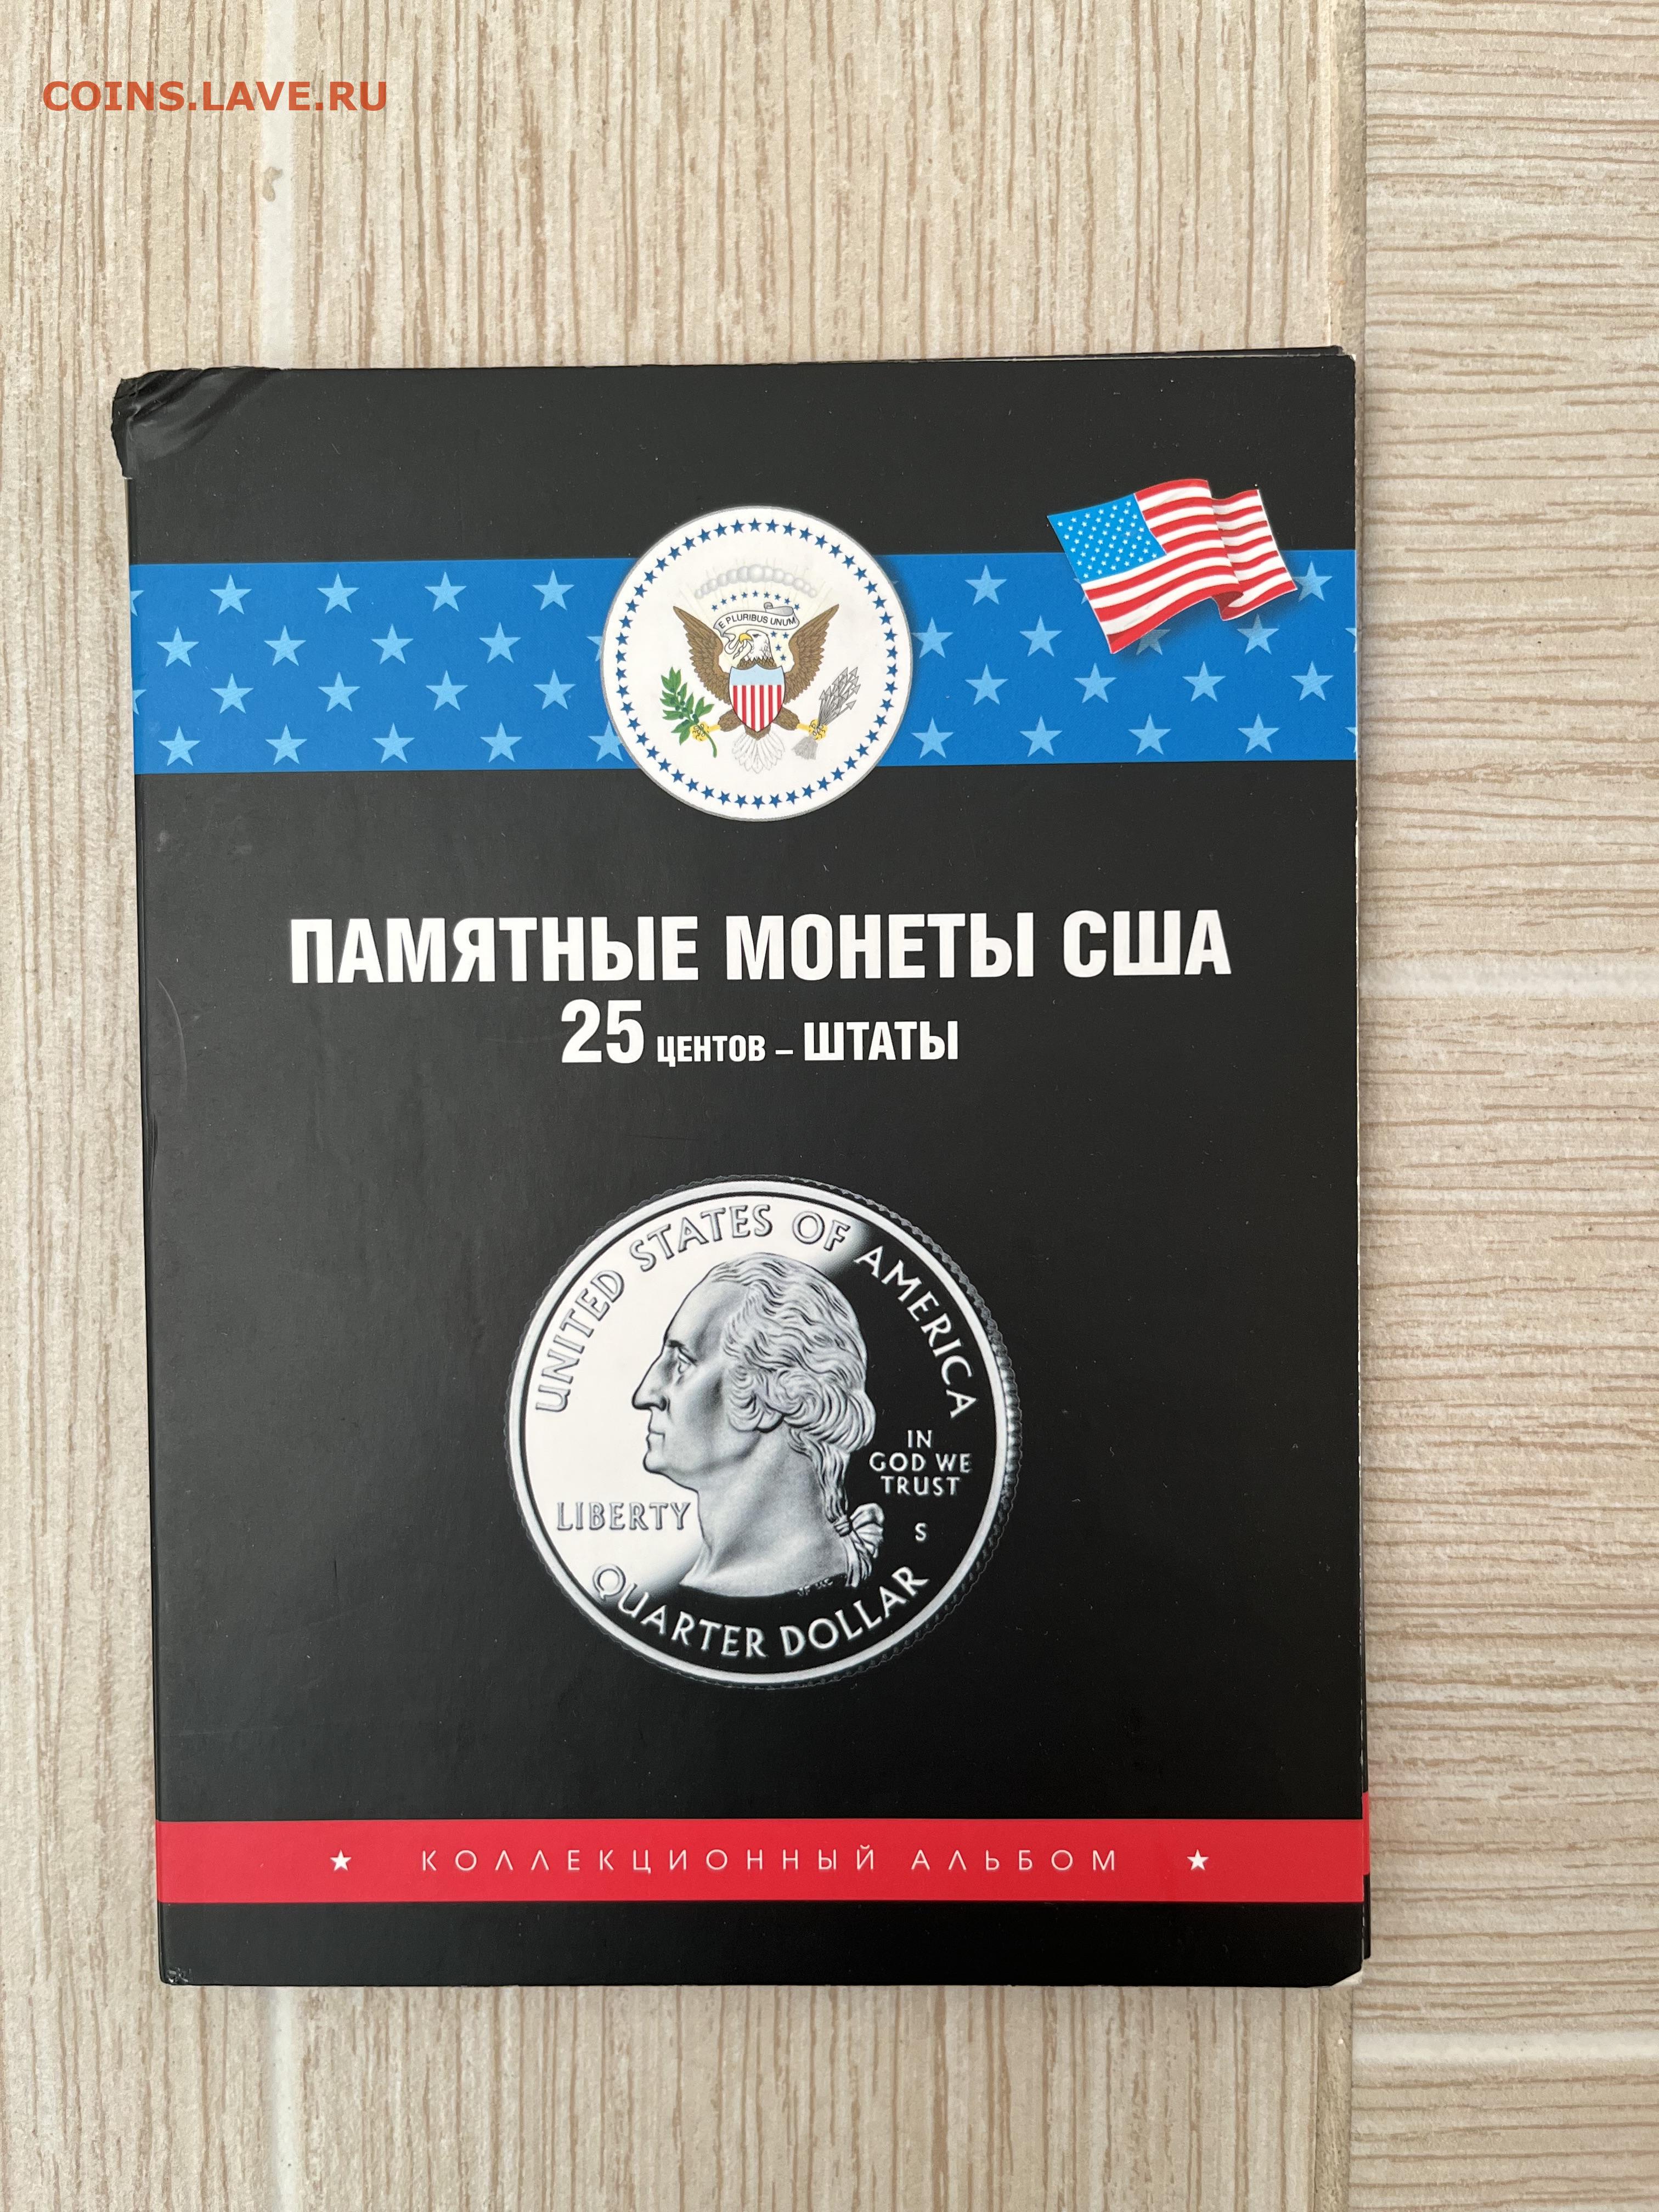 COINS.LAVE.RU
E PLURIBUS UNUM
ПАМЯТНЫЕ МОНЕТЫ США
25 ЦЕНТОВ – ШТАТЫ
UNITED STATES OF AMERICA
IN
GOD WE
TRUST
LIBERTY
S
QUARTER DOLLAR
КОЛЛЕКЦИОННЫЙ АЛЬБОМ